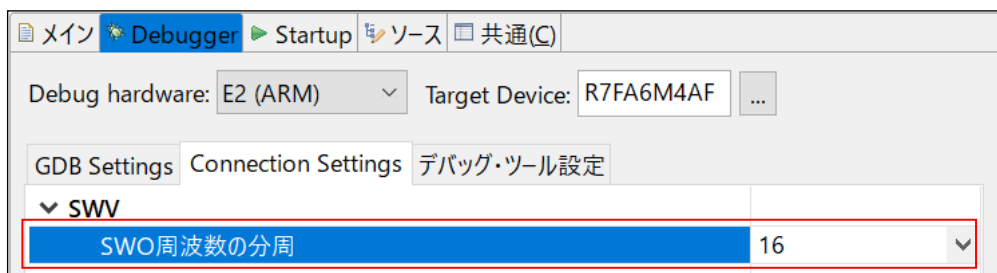 メイン Debugger Startup ソース 共通(C)
Debug hardware: E2 (ARM) Target Device: R7FA6M4AF ...
GDB Settings Connection Settings デバッグ・ツール設定
SWV
SWO周波数の分周 16